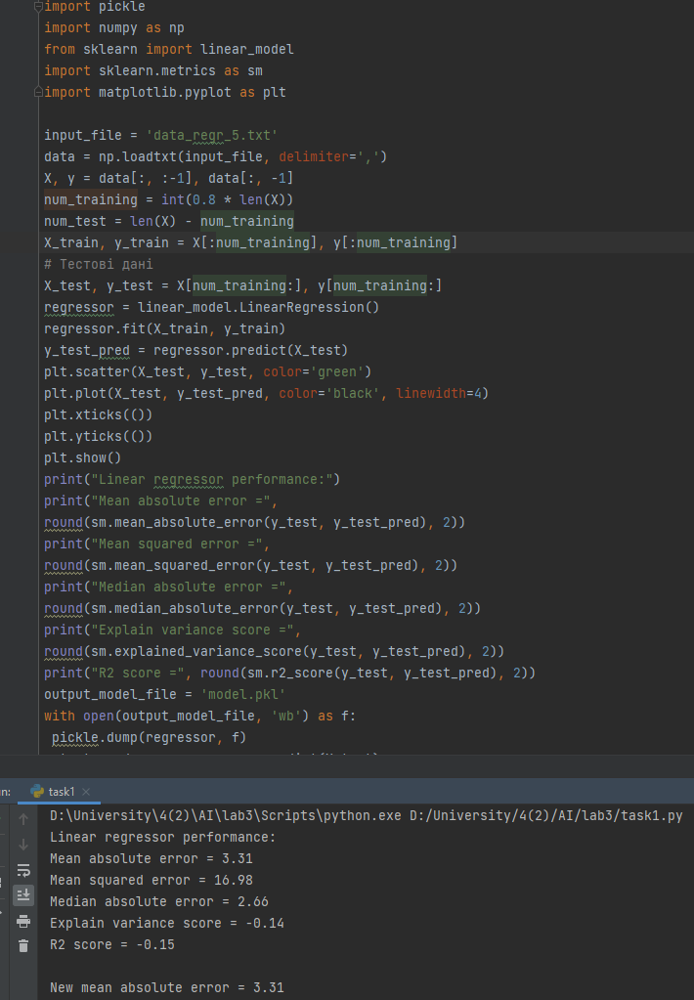 import pickle
import numpy as np
from sklearn import linear_model
import sklearn.metrics as sm
import matplotlib.pyplot as plt
input_file = 'data_regr_5.txt'
data = np.loadtxt(input_file, delimiter=',')
X, y = data[:, :-1], data[:, -1]
num_training = int(0.8 * len(X))
num_test = len(X) - num_training
X_train, y_train = X[:num_training], y[:num_training]
# Тестові дані
X_test, y_test = X[num_training:], y[num_training:]
regressor = linear_model.LinearRegression()
regressor.fit(X_train, y_train)
y_test_pred = regressor.predict(X_test)
plt.scatter(X_test, y_test, color='green')
plt.plot(X_test, y_test_pred, color='black', linewidth=4)
plt.xticks(())
plt.yticks(())
plt.show()
print("Linear regressor performance:")
print("Mean absolute error =",
round(sm.mean_absolute_error(y_test, y_test_pred), 2))
print("Mean squared error =",
round(sm.mean_squared_error(y_test, y_test_pred), 2))
print("Median absolute error =",
round(sm.median_absolute_error(y_test, y_test_pred), 2))
print("Explain variance score =",
round(sm.explained_variance_score(y_test, y_test_pred), 2))
print("R2 score =", round(sm.r2_score(y_test, y_test_pred), 2))
output_model_file = 'model.pkl'
with open(output_model_file, 'wb') as f:
 pickle.dump(regressor, f)
task1
D:\University\4(2)\AI\lab3\Scripts\python.exe D:/University/4(2)/AI/lab3/task1.py
Linear regressor performance:
Mean absolute error = 3.31
Mean squared error = 16.98
Median absolute error = 2.66
Explain variance score = -0.14
R2 score = -0.15
New mean absolute error = 3.31